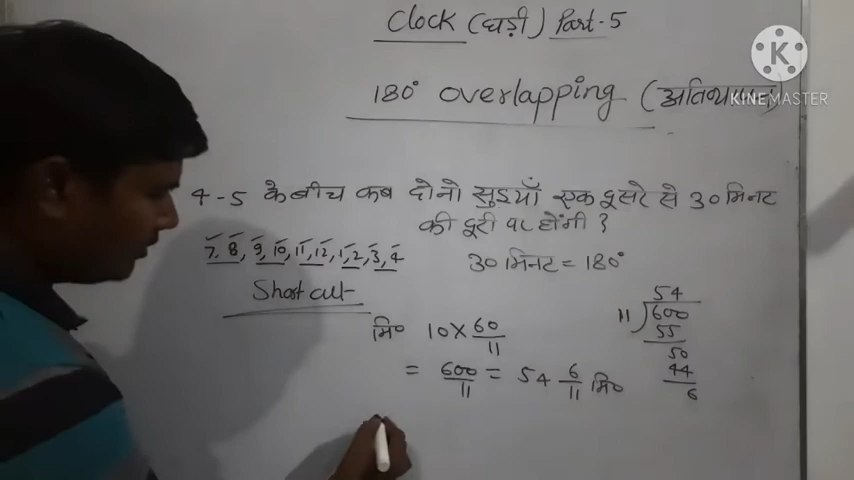 Clock (घड़ी) Part-5
180° overlapping (अतिव्यापन)
KINEMASTER
4-5 के बीच कब दोनो सुइयाँ एक दूसरे से 30 मिनट
की दूरी पर होंगी ?
7, 8, 9, 10, 11, 12, 1, 2, 3, 4
30 मिनट = 180°
Short cut
मि० 10 × 60/11
= 600/11 = 54 6/11 मि०
54
11 ) 600
55
50
44
6